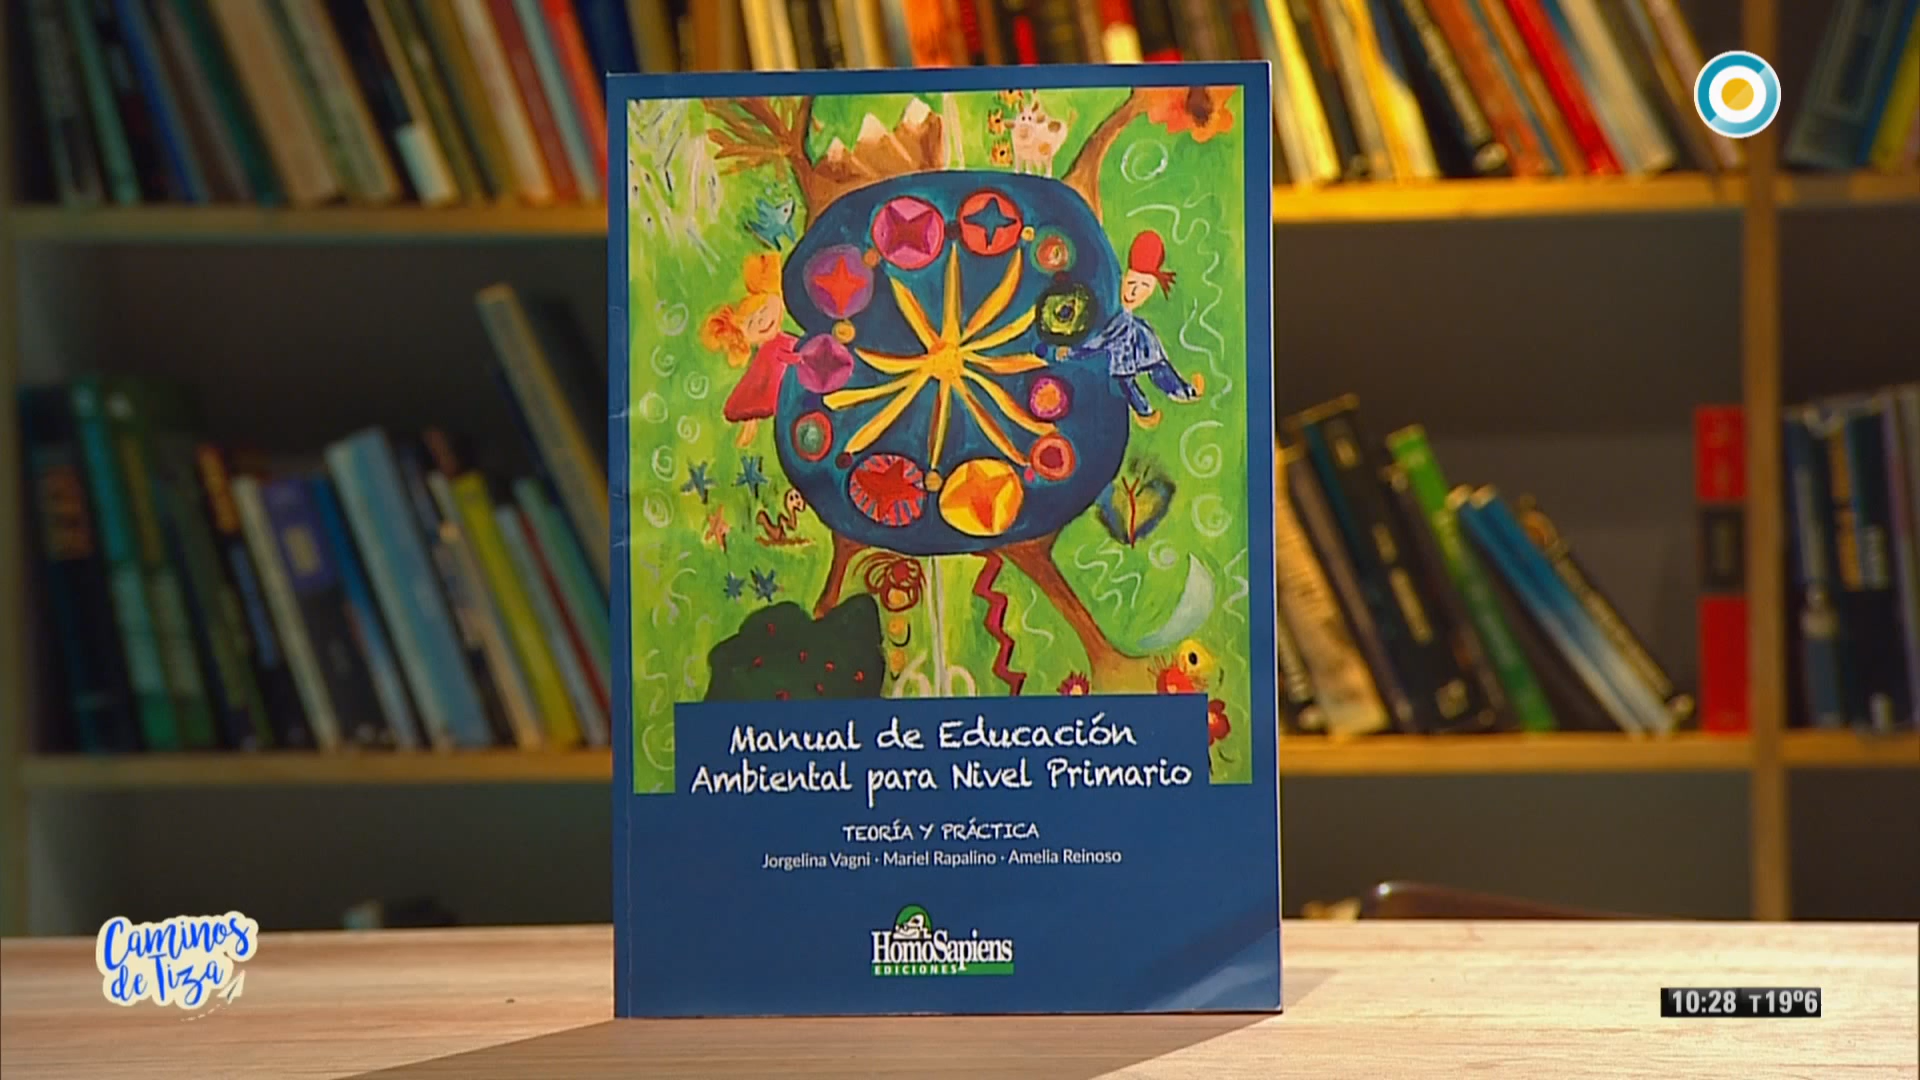 Manual de Educación
Ambiental para Nivel Primario
TEORÍA Y PRÁCTICA
Jorgelina Vagni · Mariel Rapalino · Amelia Reinoso
HomoSapiens
EDICIONES
Caminos
de Tiza
10:28 T19º6